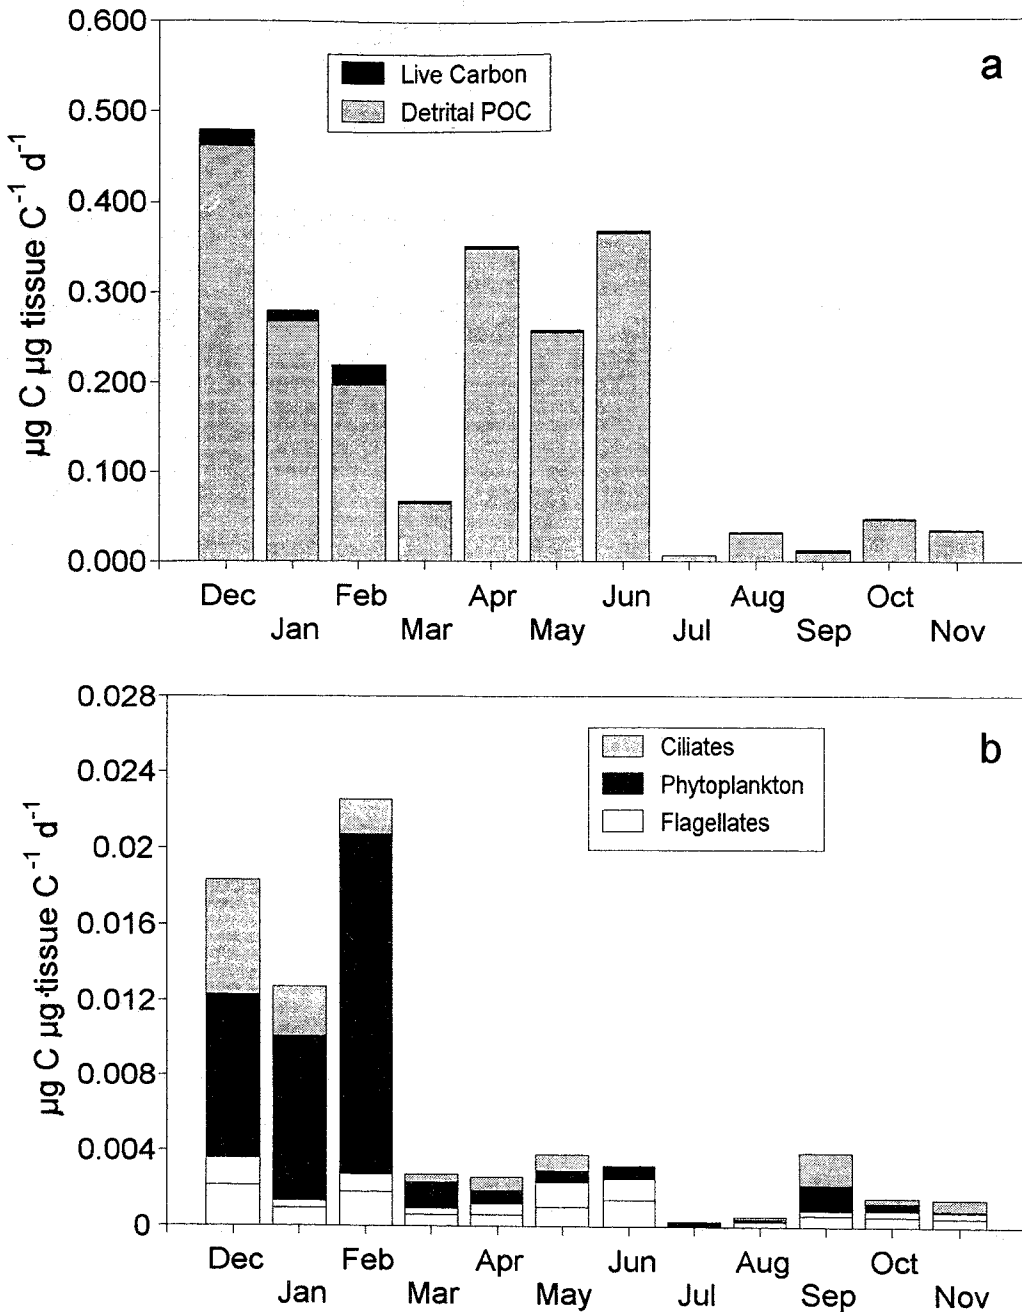 0.600
a
Live Carbon
Detrital POC
0.500
0.400
0.300
0.200
0.100
0.000
µg C µg tissue C⁻¹ d⁻¹
Dec Feb Apr Jun Aug Oct
Jan Mar May Jul Sep Nov
0.028
b
Ciliates
Phytoplankton
Flagellates
0.024
0.02
0.016
0.012
0.008
0.004
0
µg C µg·tissue C⁻¹ d⁻¹
Dec Feb Apr Jun Aug Oct
Jan Mar May Jul Sep Nov